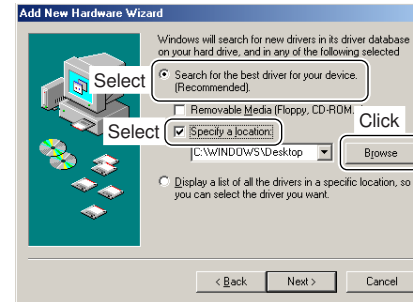 Add New Hardware Wizard
Windows will search for new drivers in its driver database
on your hard drive, and in any of the following selected
Select
Search for the best driver for your device.
(Recommended).
Removable Media (Floppy, CD-ROM
Click
Select
Specify a location:
C:\WINDOWS\Desktop
Browse
Display a list of all the drivers in a specific location, so
you can select the driver you want.
< Back
Next >
Cancel